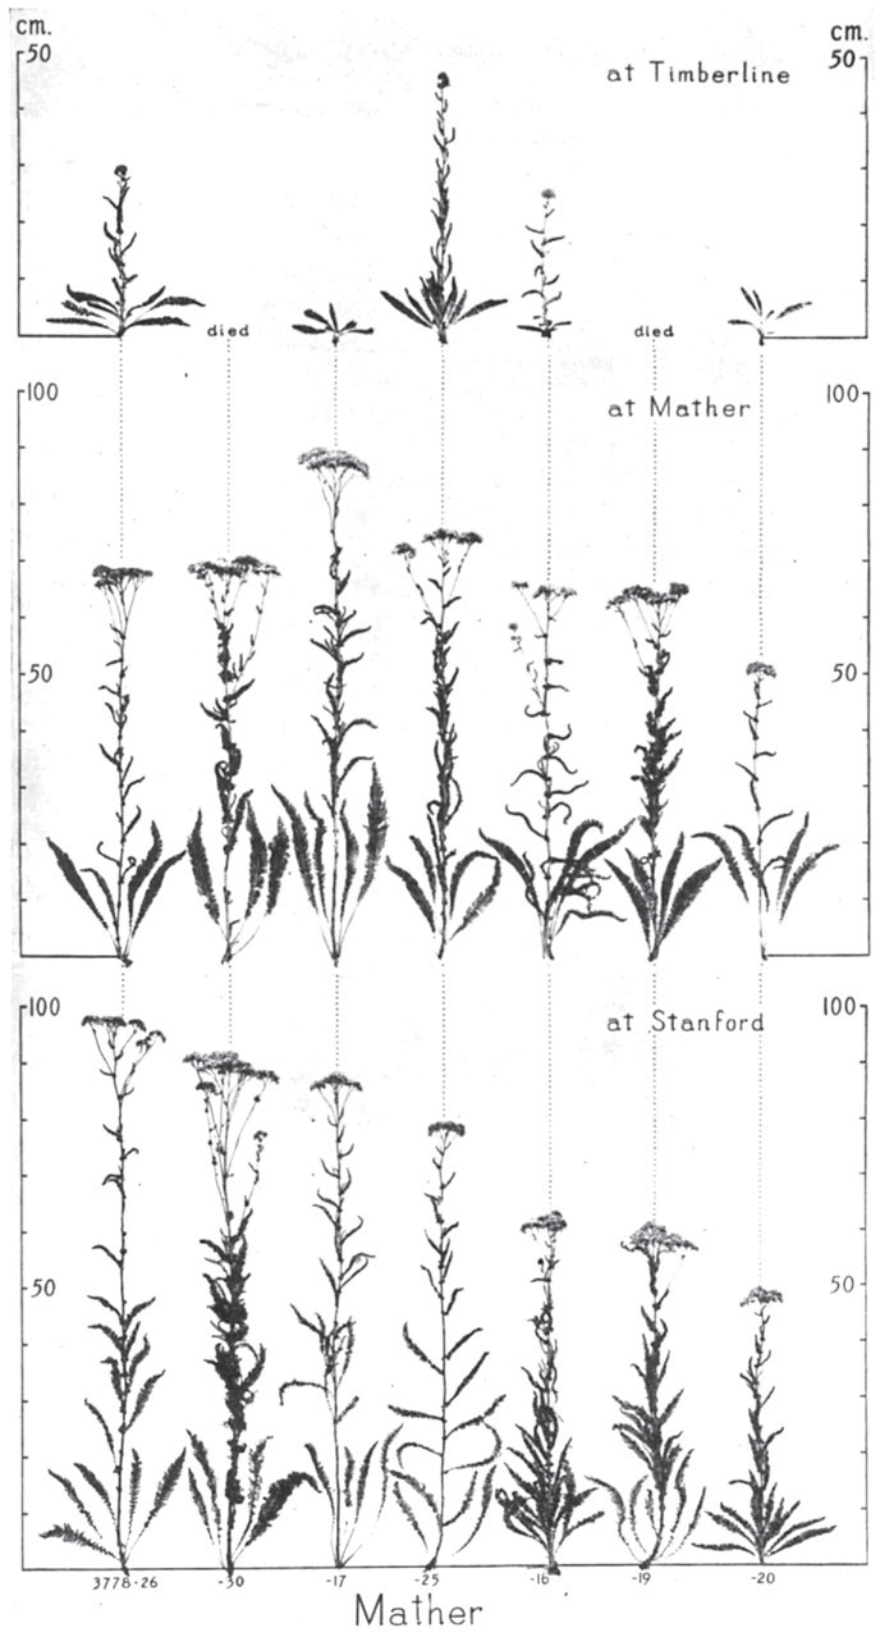 cm.
cm.
50
50
at Timberline
died
died
100
100
at Mather
50
50
100
100
at Stanford
50
50
3778-26 -30 -17 -25 -16 -19 -20
Mather